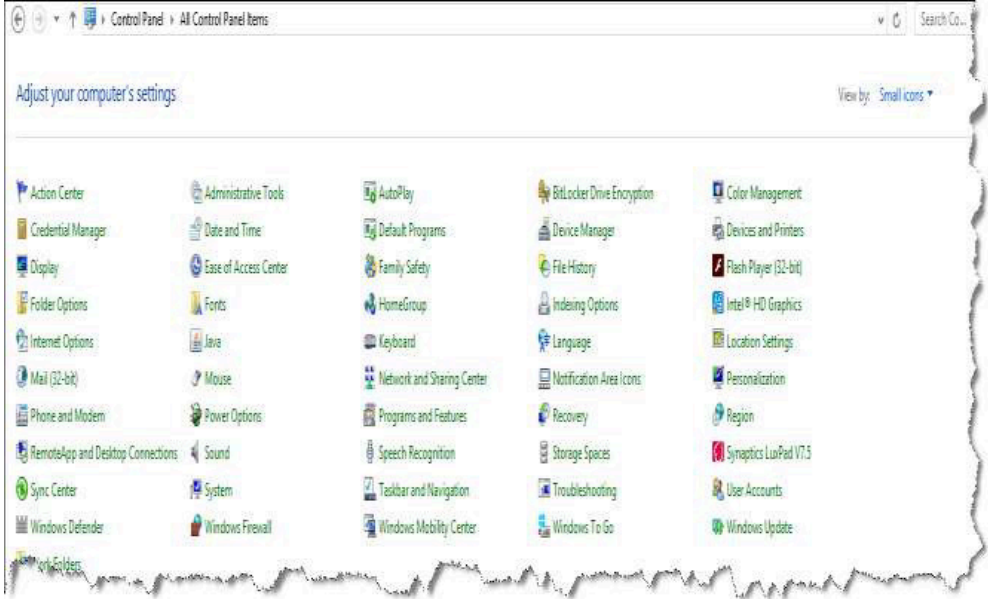 Control Panel All Control Panel Items Search Co...
Adjust your computer's settings View by: Small icons
Action Center Administrative Tools AutoPlay BitLocker Drive Encryption Color Management
Credential Manager Date and Time Default Programs Device Manager Devices and Printers
Display Ease of Access Center Family Safety File History Flash Player (32-bit)
Folder Options Fonts HomeGroup Indexing Options Intel® HD Graphics
Internet Options Java Keyboard Language Location Settings
Mail (32-bit) Mouse Network and Sharing Center Notification Area Icons Personalization
Phone and Modem Power Options Programs and Features Recovery Region
RemoteApp and Desktop Connections Sound Speech Recognition Storage Spaces Synaptics LuxPad V7.5
Sync Center System Taskbar and Navigation Troubleshooting User Accounts
Windows Defender Windows Firewall Windows Mobility Center Windows To Go Windows Update
Folders